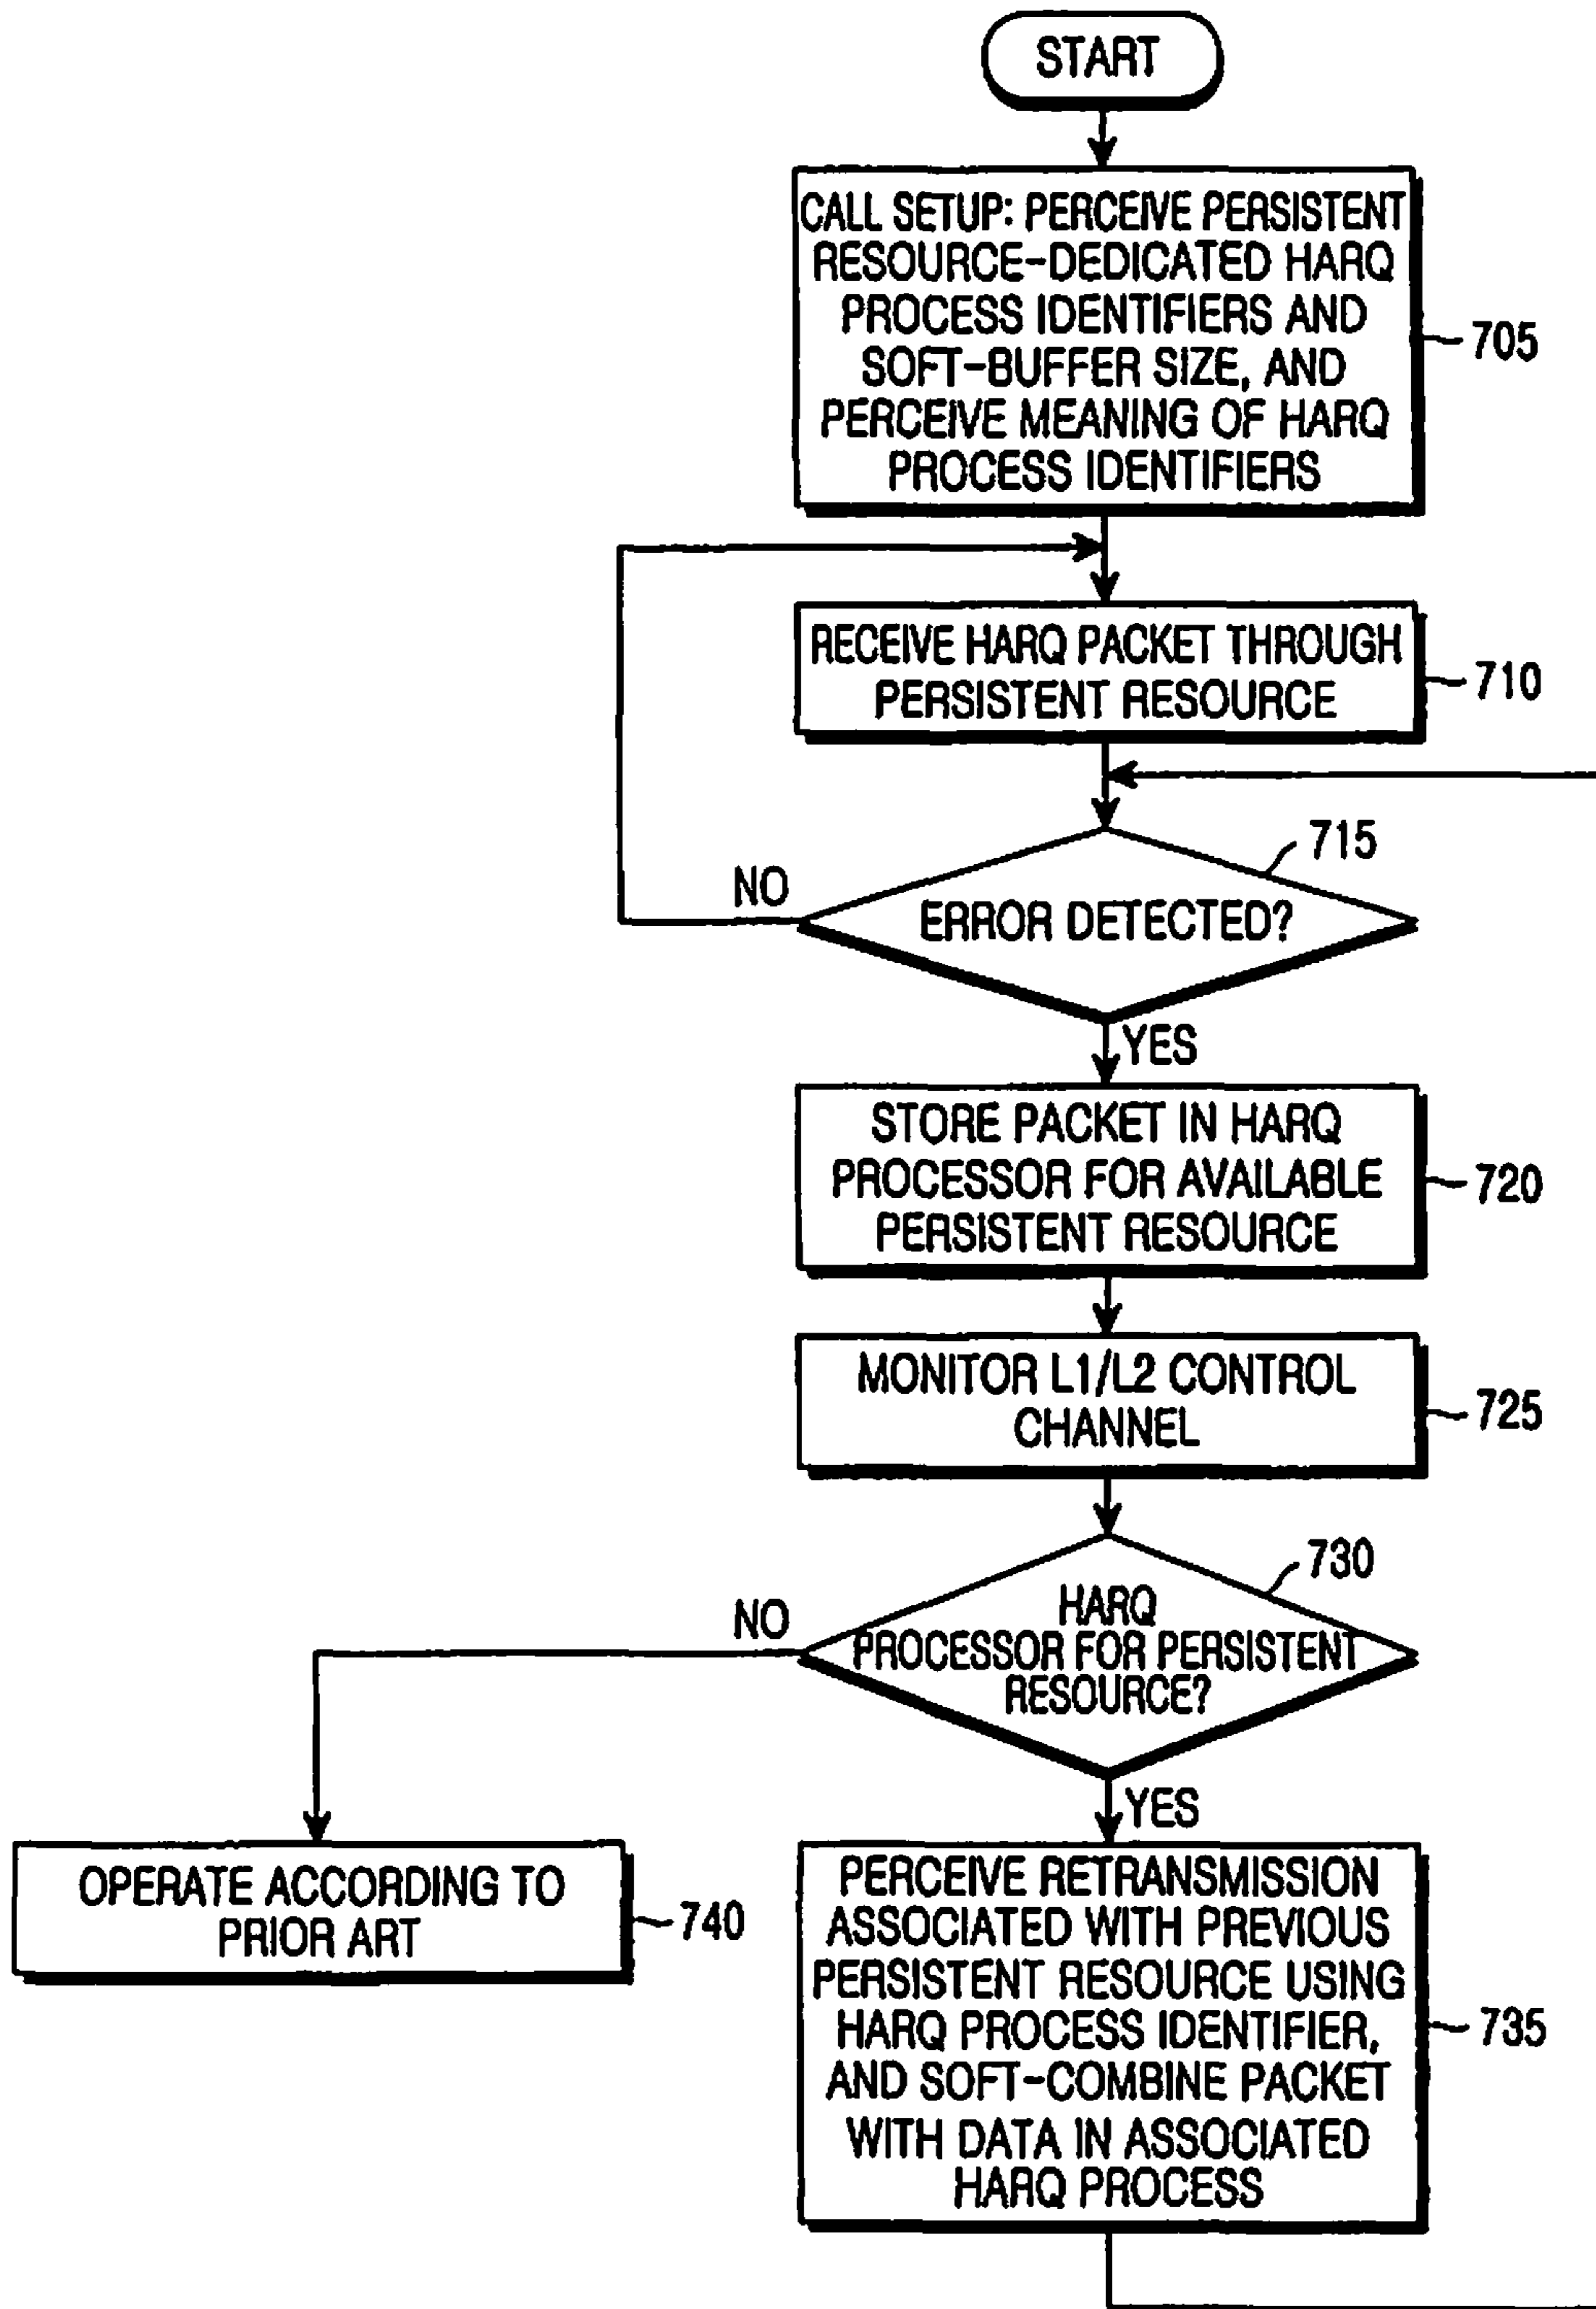 START
CALL SETUP: PERCEIVE PERSISTENT
RESOURCE-DEDICATED HARQ
PROCESS IDENTIFIERS AND
SOFT-BUFFER SIZE, AND
PERCEIVE MEANING OF HARQ
PROCESS IDENTIFIERS
705
RECEIVE HARQ PACKET THROUGH
PERSISTENT RESOURCE
710
715
NO
ERROR DETECTED?
YES
STORE PACKET IN HARQ
PROCESSOR FOR AVAILABLE
PERSISTENT RESOURCE
720
MONITOR L1/L2 CONTROL
CHANNEL
725
730
NO
HARQ
PROCESSOR FOR PERSISTENT
RESOURCE?
YES
OPERATE ACCORDING TO
PRIOR ART
740
PERCEIVE RETRANSMISSION
ASSOCIATED WITH PREVIOUS
PERSISTENT RESOURCE USING
HARQ PROCESS IDENTIFIER,
AND SOFT-COMBINE PACKET
WITH DATA IN ASSOCIATED
HARQ PROCESS
735